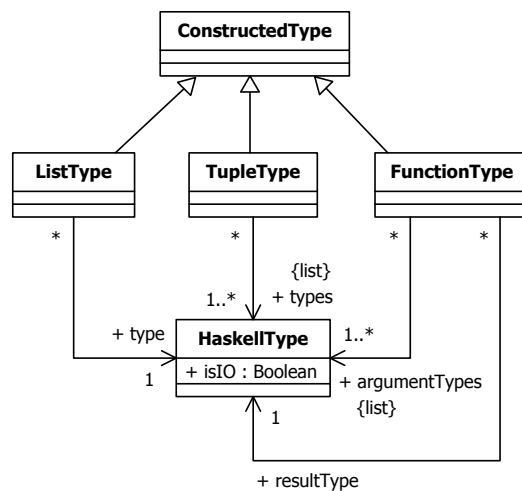 ConstructedType
ListType
TupleType
FunctionType
*
*
*
*
{list}
1..*
+ types
+ type
1
HaskellType
+ isIO : Boolean
1..*
+ argumentTypes
{list}
1
+ resultType